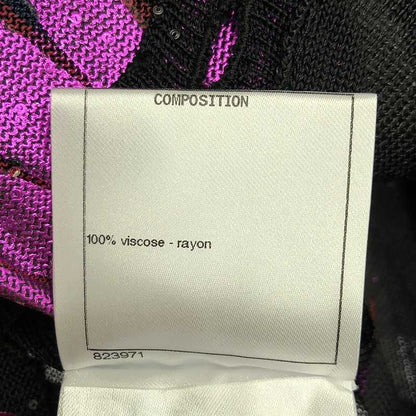 COMPOSITION
100% viscose - rayon
823971